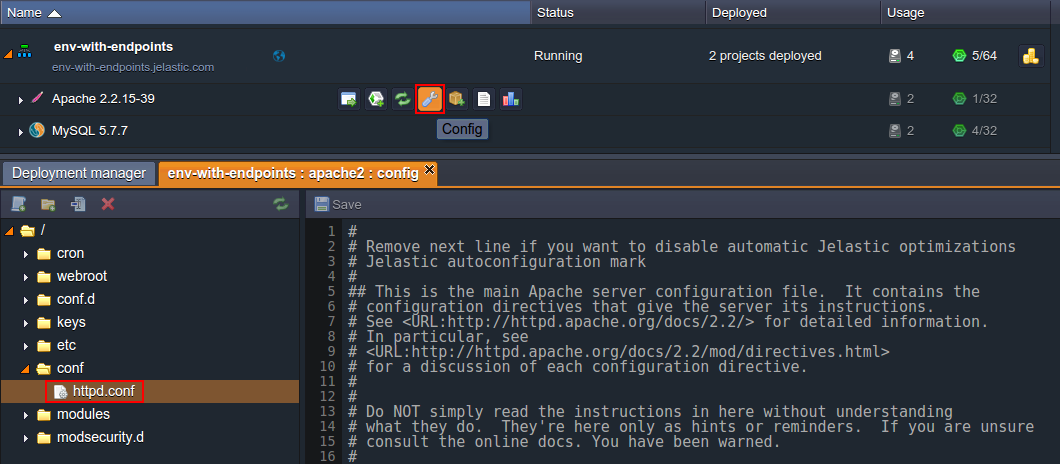 Name Status Deployed Usage
env-with-endpoints
env-with-endpoints.jelastic.com
Running 2 projects deployed 4 5/64
Apache 2.2.15-39 2 1/32
Config
MySQL 5.7.7 2 4/32
Deployment manager env-with-endpoints : apache2 : config
Save
/
cron
webroot
conf.d
keys
etc
conf
httpd.conf
modules
modsecurity.d
1 #
2 # Remove next line if you want to disable automatic Jelastic optimizations
3 # Jelastic autoconfiguration mark
4 #
5 ## This is the main Apache server configuration file.  It contains the
6 # configuration directives that give the server its instructions.
7 # See <URL:http://httpd.apache.org/docs/2.2/> for detailed information.
8 # In particular, see
9 # <URL:http://httpd.apache.org/docs/2.2/mod/directives.html>
10 # for a discussion of each configuration directive.
11 #
12 #
13 # Do NOT simply read the instructions in here without understanding
14 # what they do.  They're here only as hints or reminders.  If you are unsure
15 # consult the online docs. You have been warned.
16 #